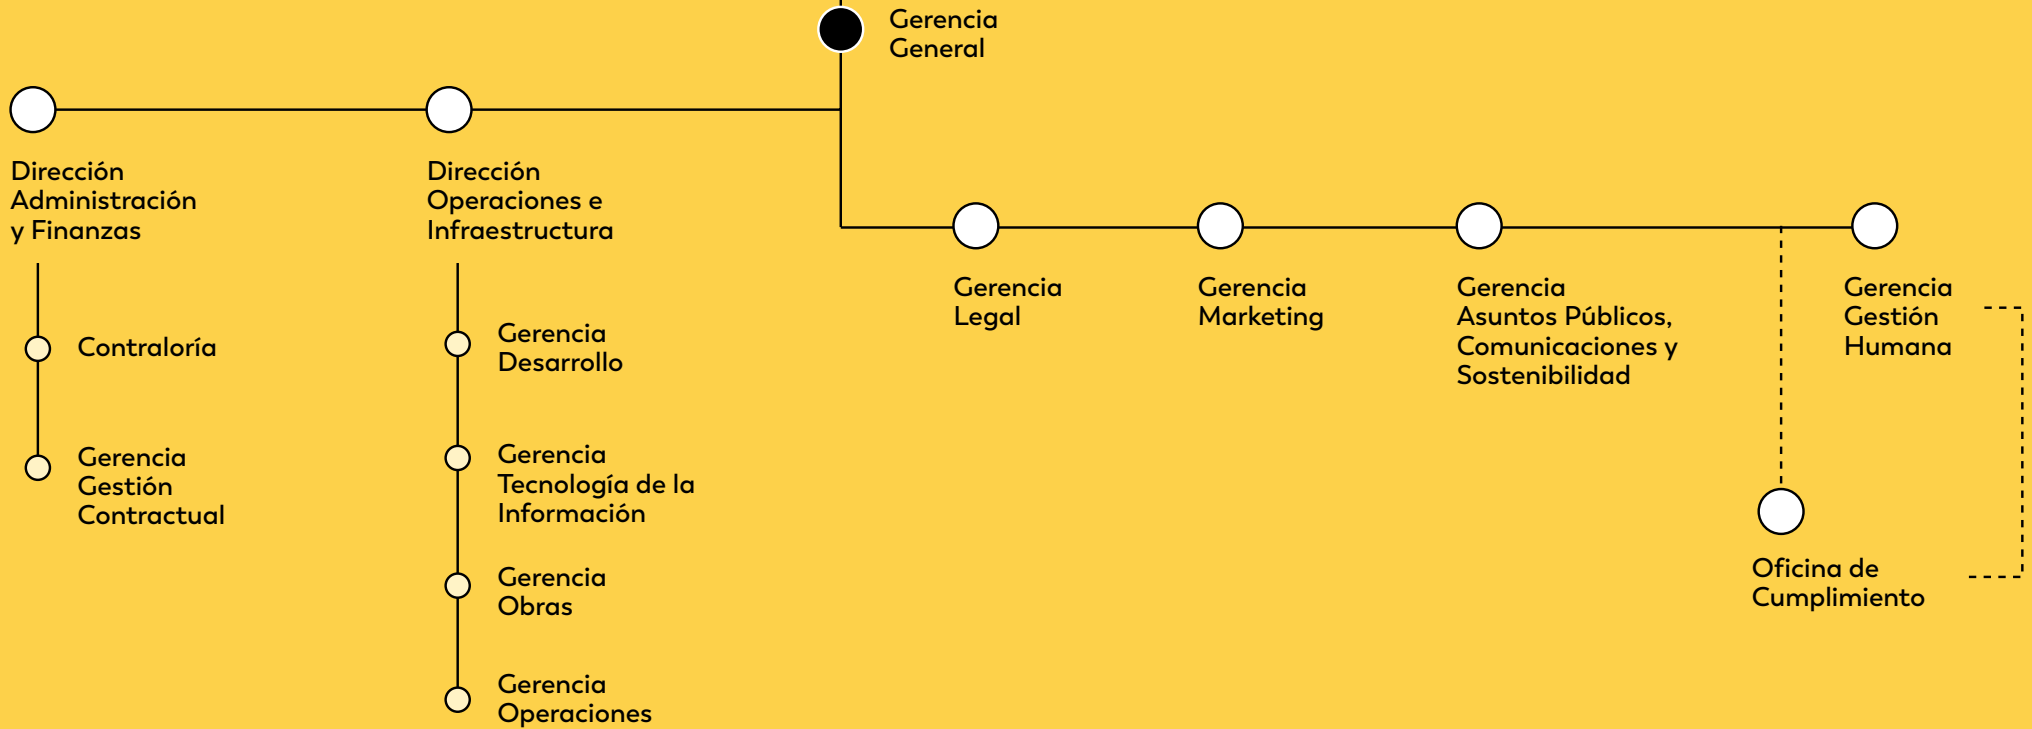 Gerencia
General
Dirección
Administración
y Finanzas
Contraloría
Gerencia
Gestión
Contractual
Dirección
Operaciones e
Infraestructura
Gerencia
Desarrollo
Gerencia
Tecnología de la
Información
Gerencia
Obras
Gerencia
Operaciones
Gerencia
Legal
Gerencia
Marketing
Gerencia
Asuntos Públicos,
Comunicaciones y
Sostenibilidad
Gerencia
Gestión
Humana
Oficina de
Cumplimiento